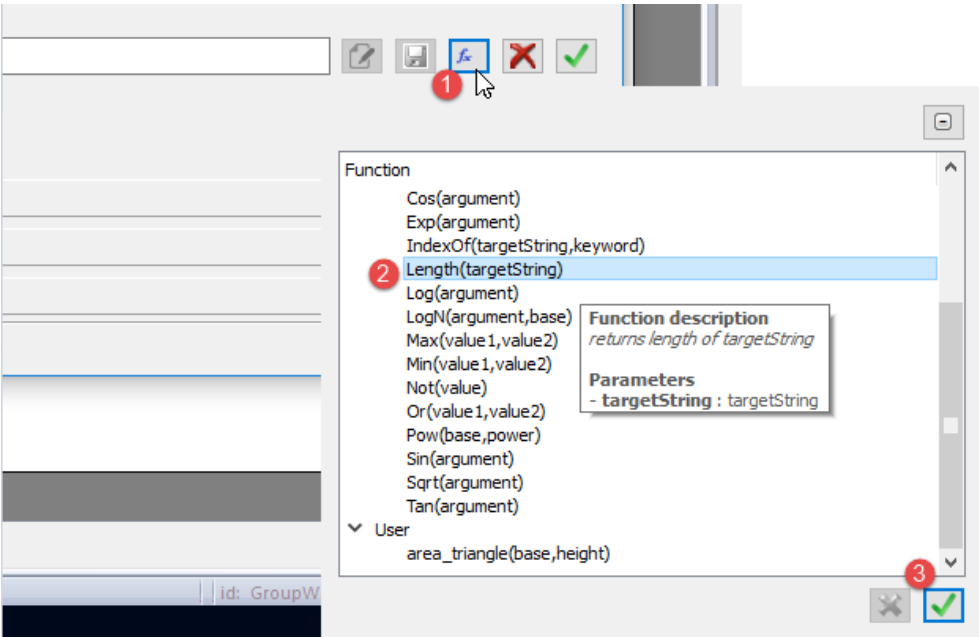 fx
1
Function
Cos(argument)
Exp(argument)
IndexOf(targetString,keyword)
2
Length(targetString)
Log(argument)
LogN(argument,base)
Max(value1,value2)
Min(value1,value2)
Not(value)
Or(value1,value2)
Pow(base,power)
Sin(argument)
Sqrt(argument)
Tan(argument)
User
area_triangle(base,height)
Function description
returns length of targetString
Parameters
- targetString : targetString
3
id: GroupW